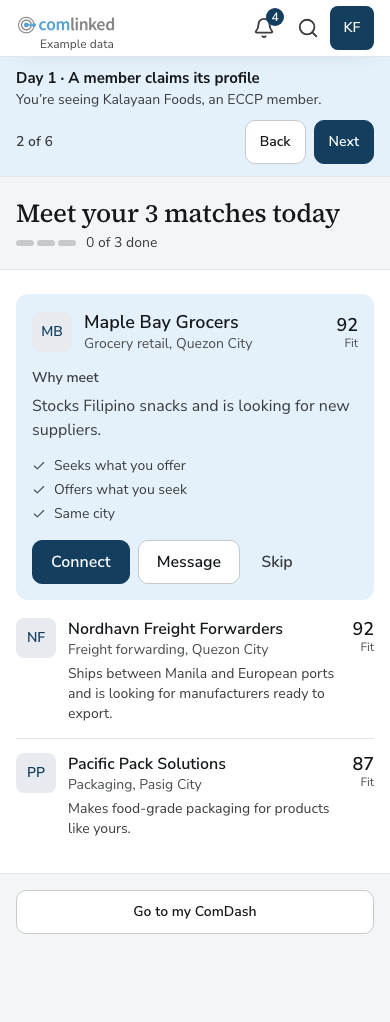 comlinked
4
KF
Example data
Day 1 · A member claims its profile
You’re seeing Kalayaan Foods, an ECCP member.
2 of 6
Back
Next
Meet your 3 matches today
0 of 3 done
MB
Maple Bay Grocers
92
Grocery retail, Quezon City
Fit
Why meet
Stocks Filipino snacks and is looking for new
suppliers.
Seeks what you offer
Offers what you seek
Same city
Connect
Message
Skip
NF
Nordhavn Freight Forwarders
92
Freight forwarding, Quezon City
Fit
Ships between Manila and European ports
and is looking for manufacturers ready to
export.
PP
Pacific Pack Solutions
87
Packaging, Pasig City
Fit
Makes food-grade packaging for products
like yours.
Go to my ComDash